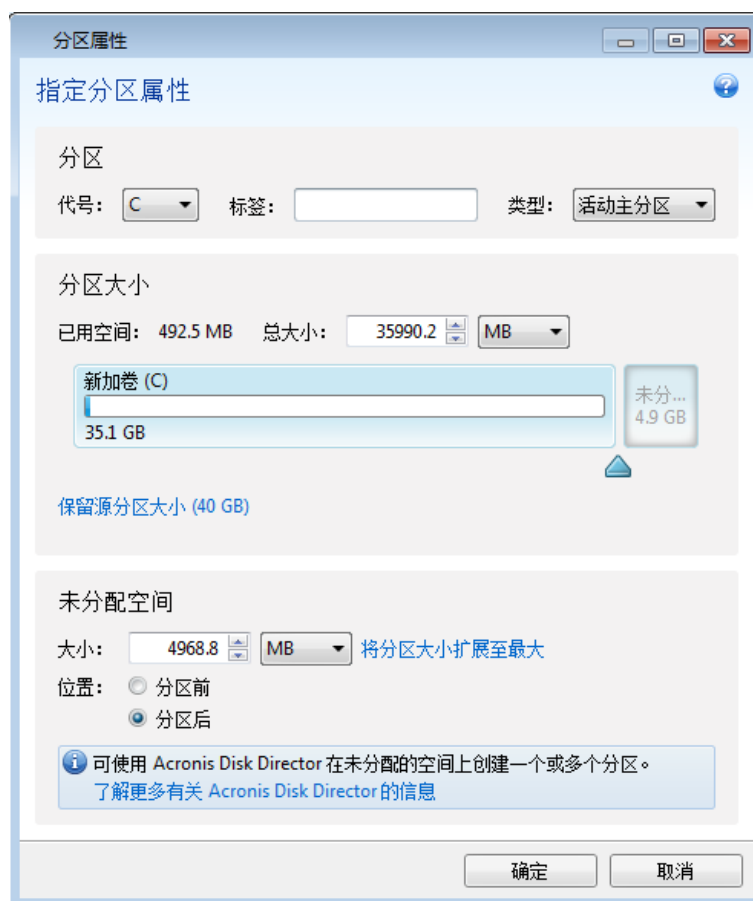 分区属性
指定分区属性
分区
代号： C 标签： 类型： 活动主分区
分区大小
已用空间： 492.5 MB 总大小： 35990.2 MB
新加卷 (C)
35.1 GB
未分...
4.9 GB
保留源分区大小 (40 GB)
未分配空间
大小： 4968.8 MB 将分区大小扩展至最大
位置： 分区前
分区后
可使用 Acronis Disk Director 在未分配的空间上创建一个或多个分区。
了解更多有关 Acronis Disk Director 的信息
确定 取消